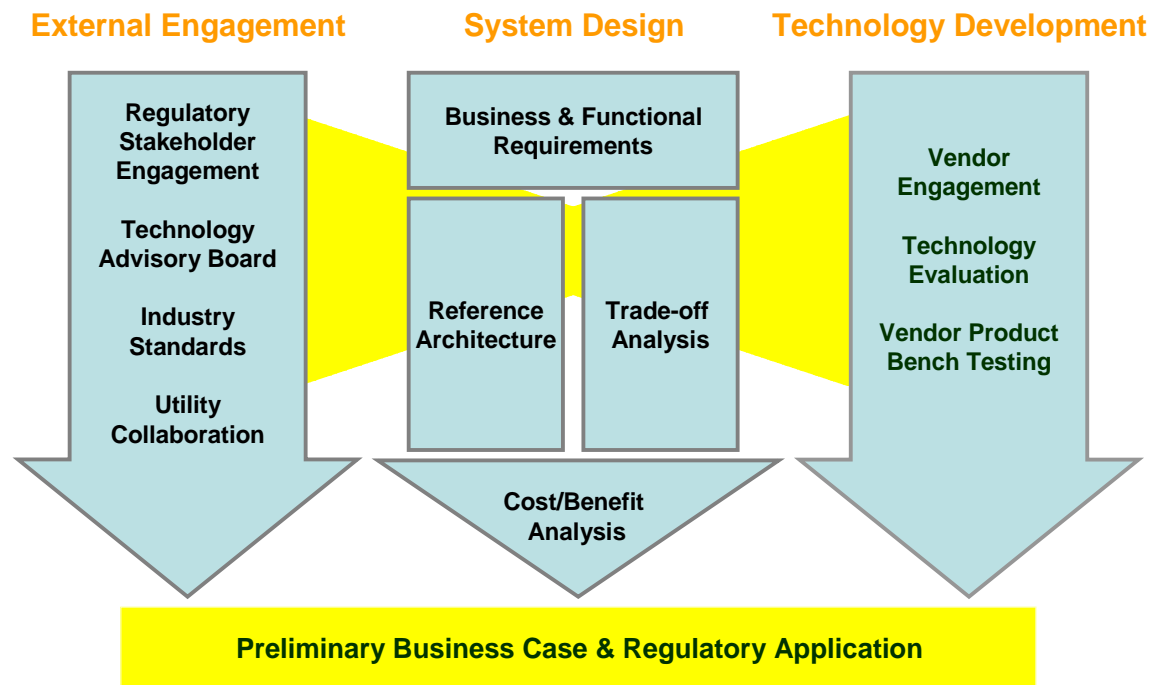 External Engagement
System Design
Technology Development
Regulatory
Stakeholder
Engagement
Technology
Advisory Board
Industry
Standards
Utility
Collaboration
Business & Functional
Requirements
Reference
Architecture
Trade-off
Analysis
Cost/Benefit
Analysis
Vendor
Engagement
Technology
Evaluation
Vendor Product
Bench Testing
Preliminary Business Case & Regulatory Application